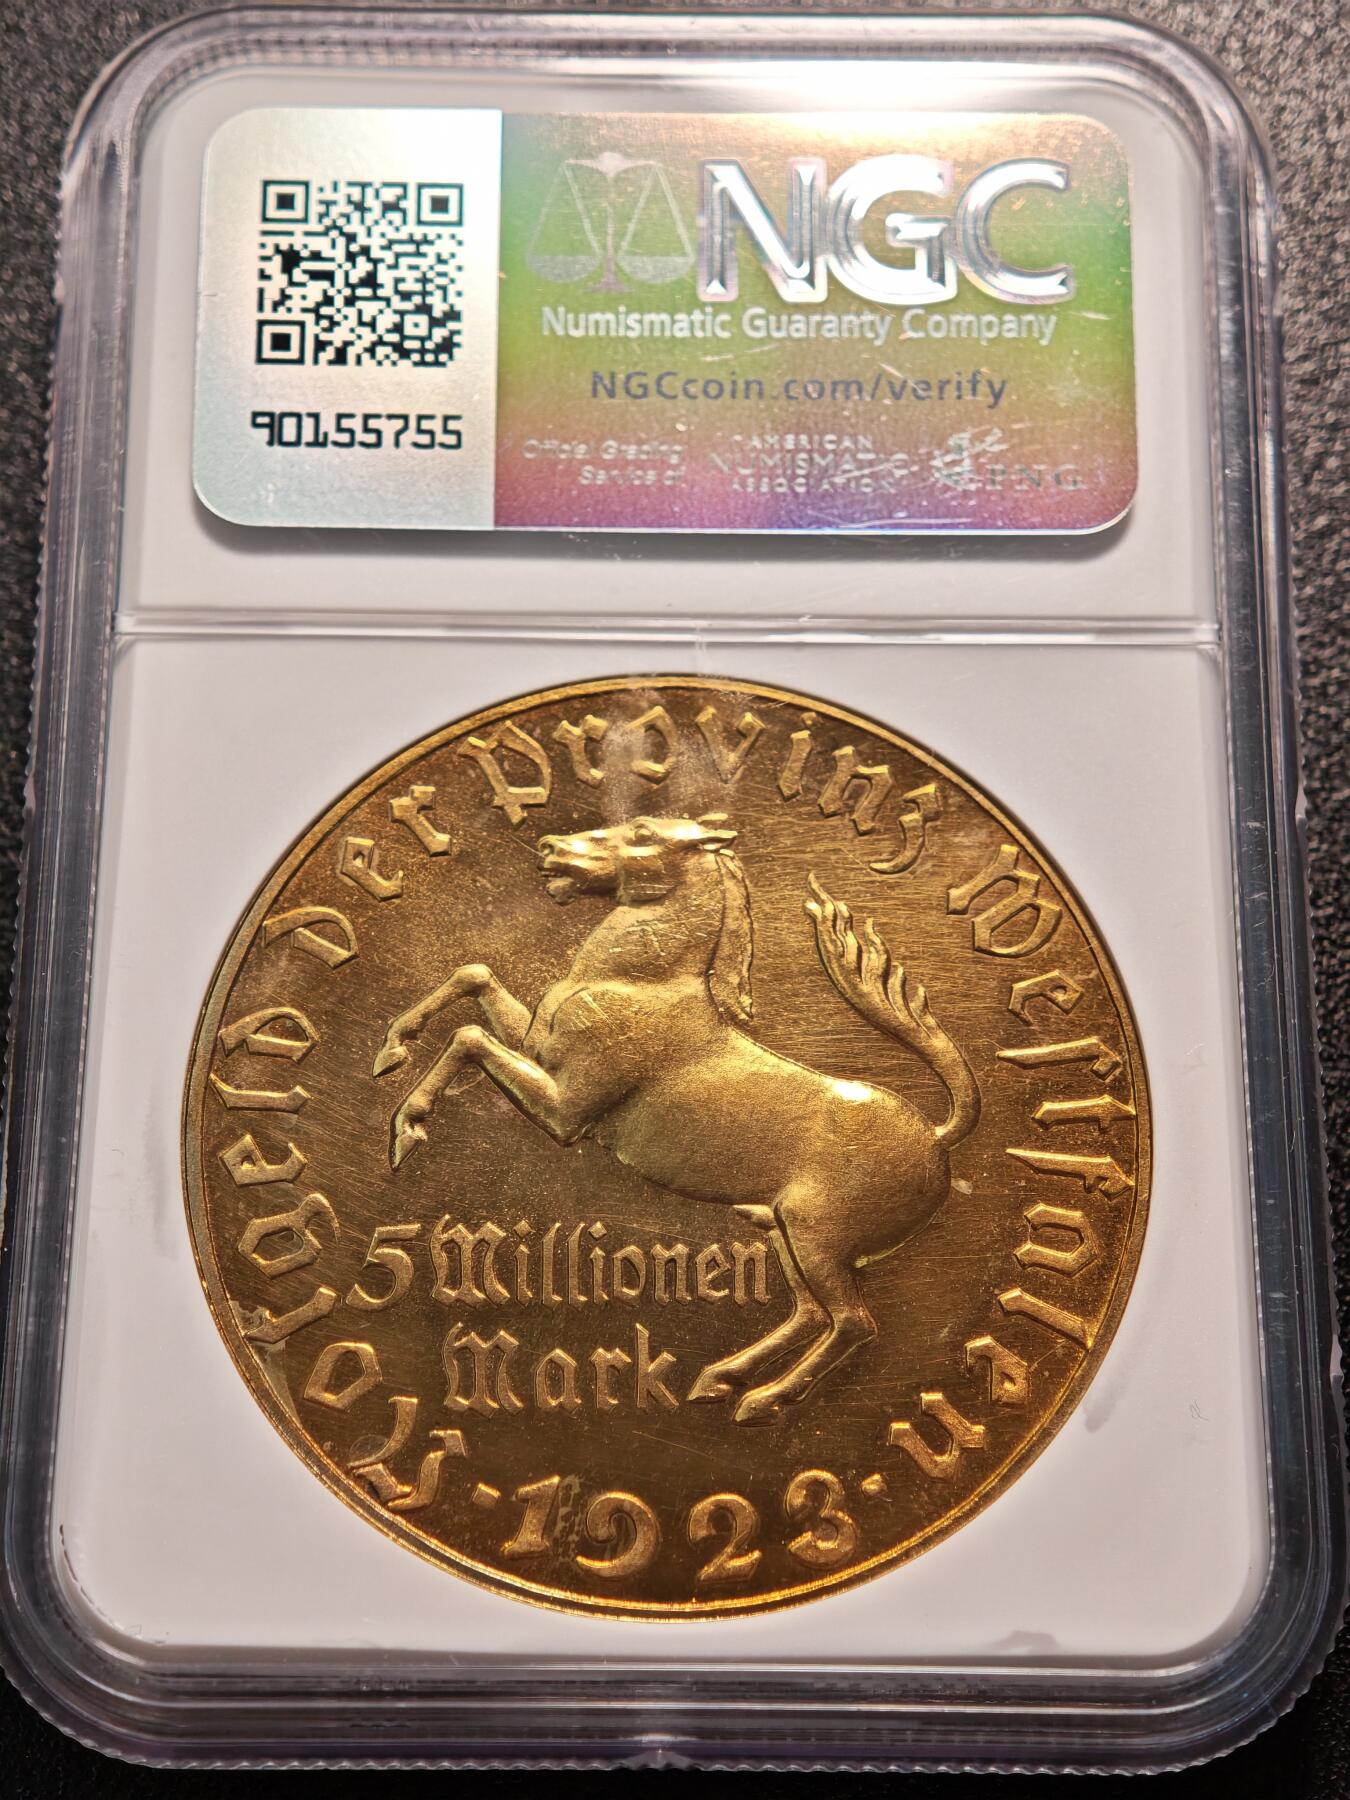 NGC
Numismatic Guaranty Company
NGCcoin.com/verify
90155755
Official Grading
Service of
AMERICAN
NUMISMATIC
ASSOCIATION
PNG
Notgeld der Provinz Westfalen
5 Millionen
Mark
·1923·